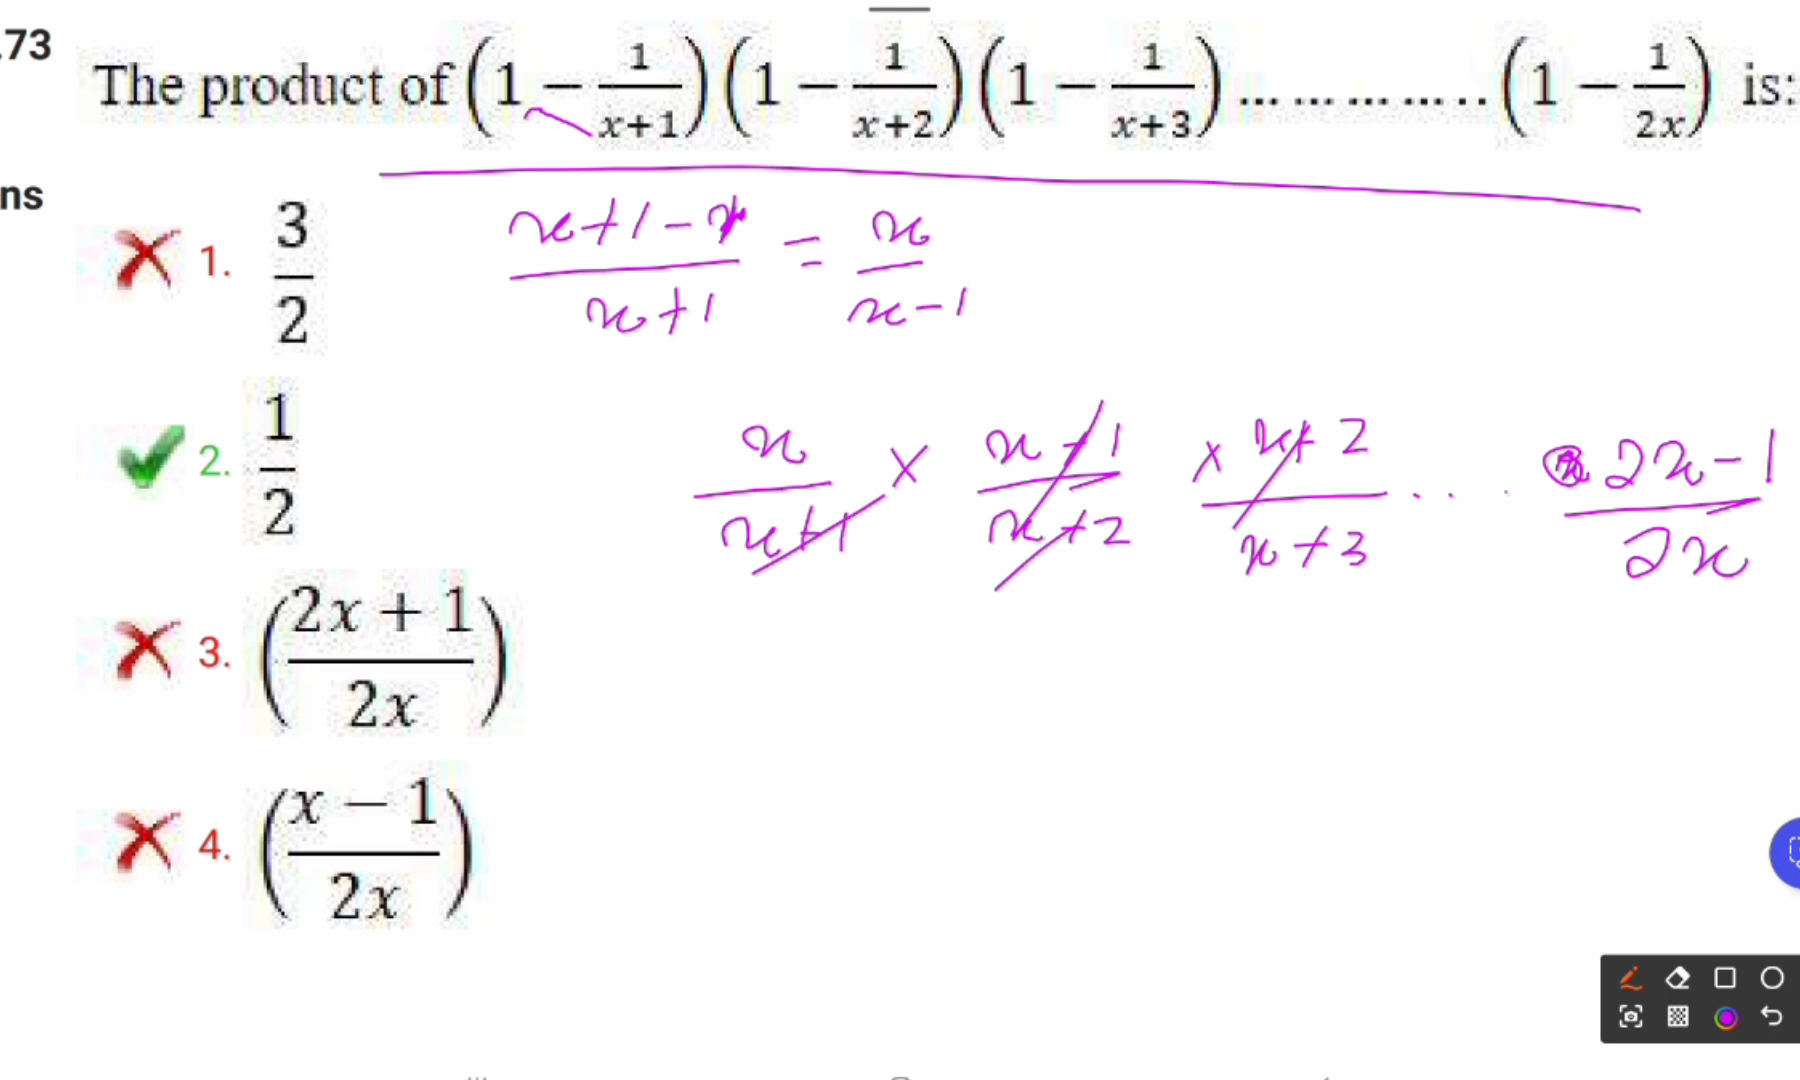 .73
The product of (1 − 1/(x+1)) (1 − 1/(x+2)) (1 − 1/(x+3)) ... ... ... ... .. (1 − 1/(2x)) is:
ns
1. 3/2
(x+1−1)/(x+1) = x/(x−1)
2. 1/2
x/(x+1) × (x+1)/(x+2) × (x+2)/(x+3) ... (2x−1)/(2x)
3. ((2x + 1)/(2x))
4. ((x − 1)/(2x))